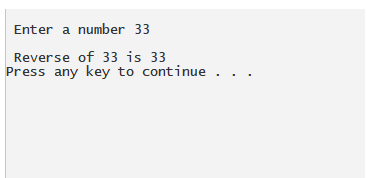 Enter a number 33
Reverse of 33 is 33
Press any key to continue . . .